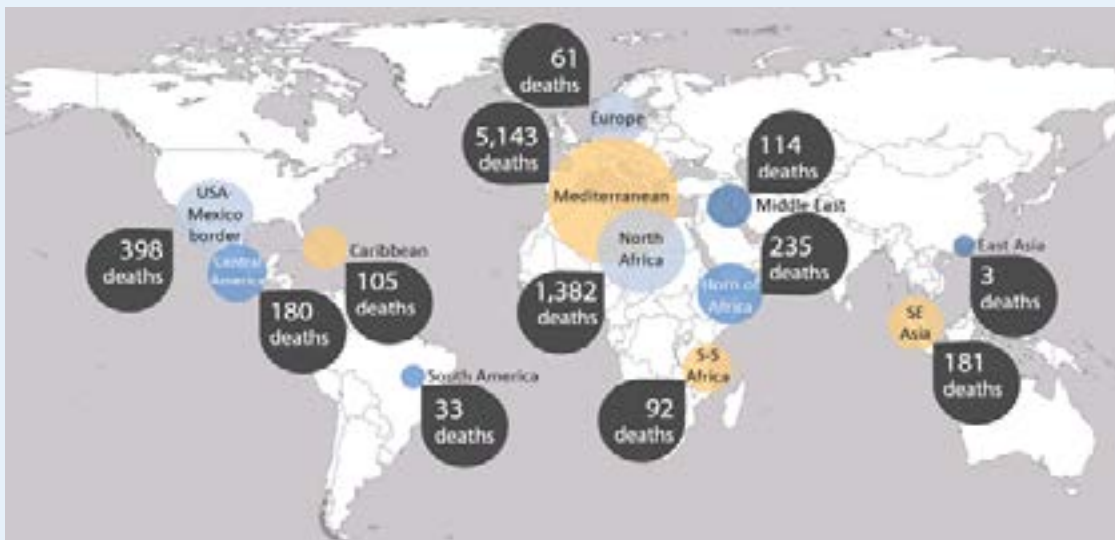 61
deaths
Europe
5,143
deaths
114
deaths
Mediterranean
Middle East
USA-
Mexico
border
398
deaths
Central
America
Caribbean
105
deaths
180
deaths
North
Africa
1,382
deaths
235
deaths
Horn of
Africa
East Asia
3
deaths
SE
Asia
181
deaths
S-S
Africa
92
deaths
South America
33
deaths